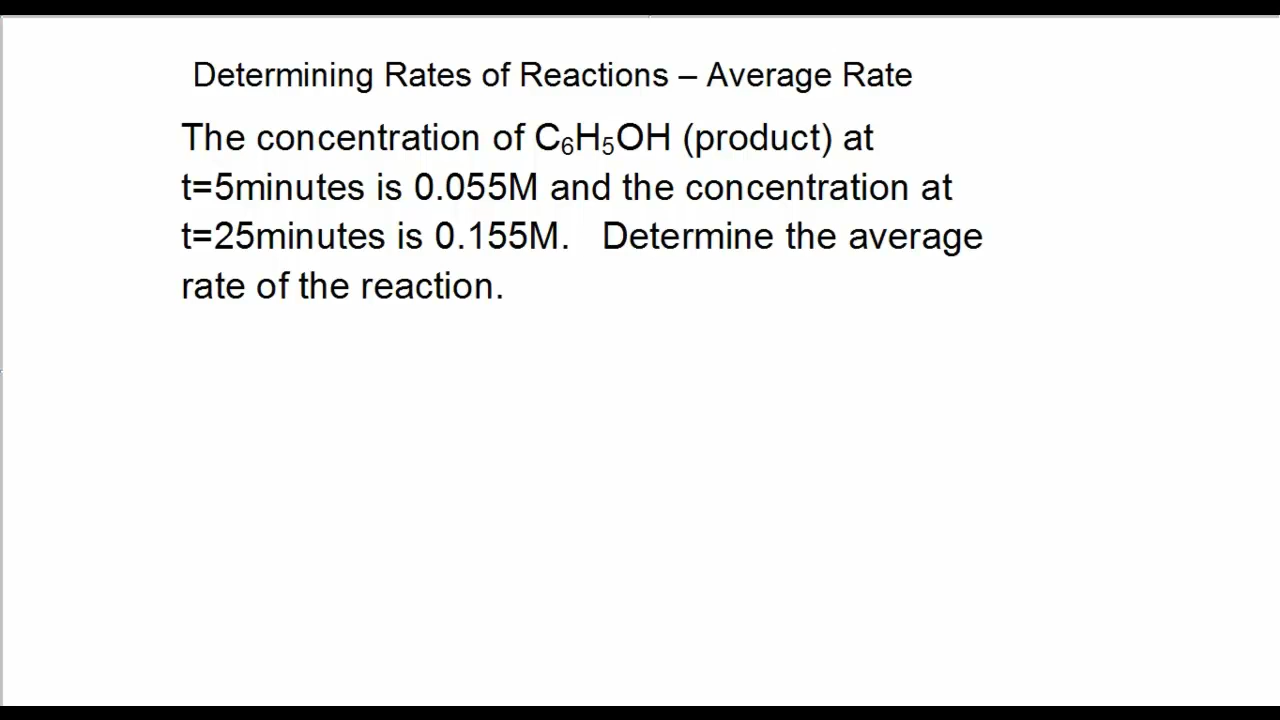 Determining Rates of Reactions – Average Rate
The concentration of C₆H₅OH (product) at
t=5minutes is 0.055M and the concentration at
t=25minutes is 0.155M.   Determine the average
rate of the reaction.